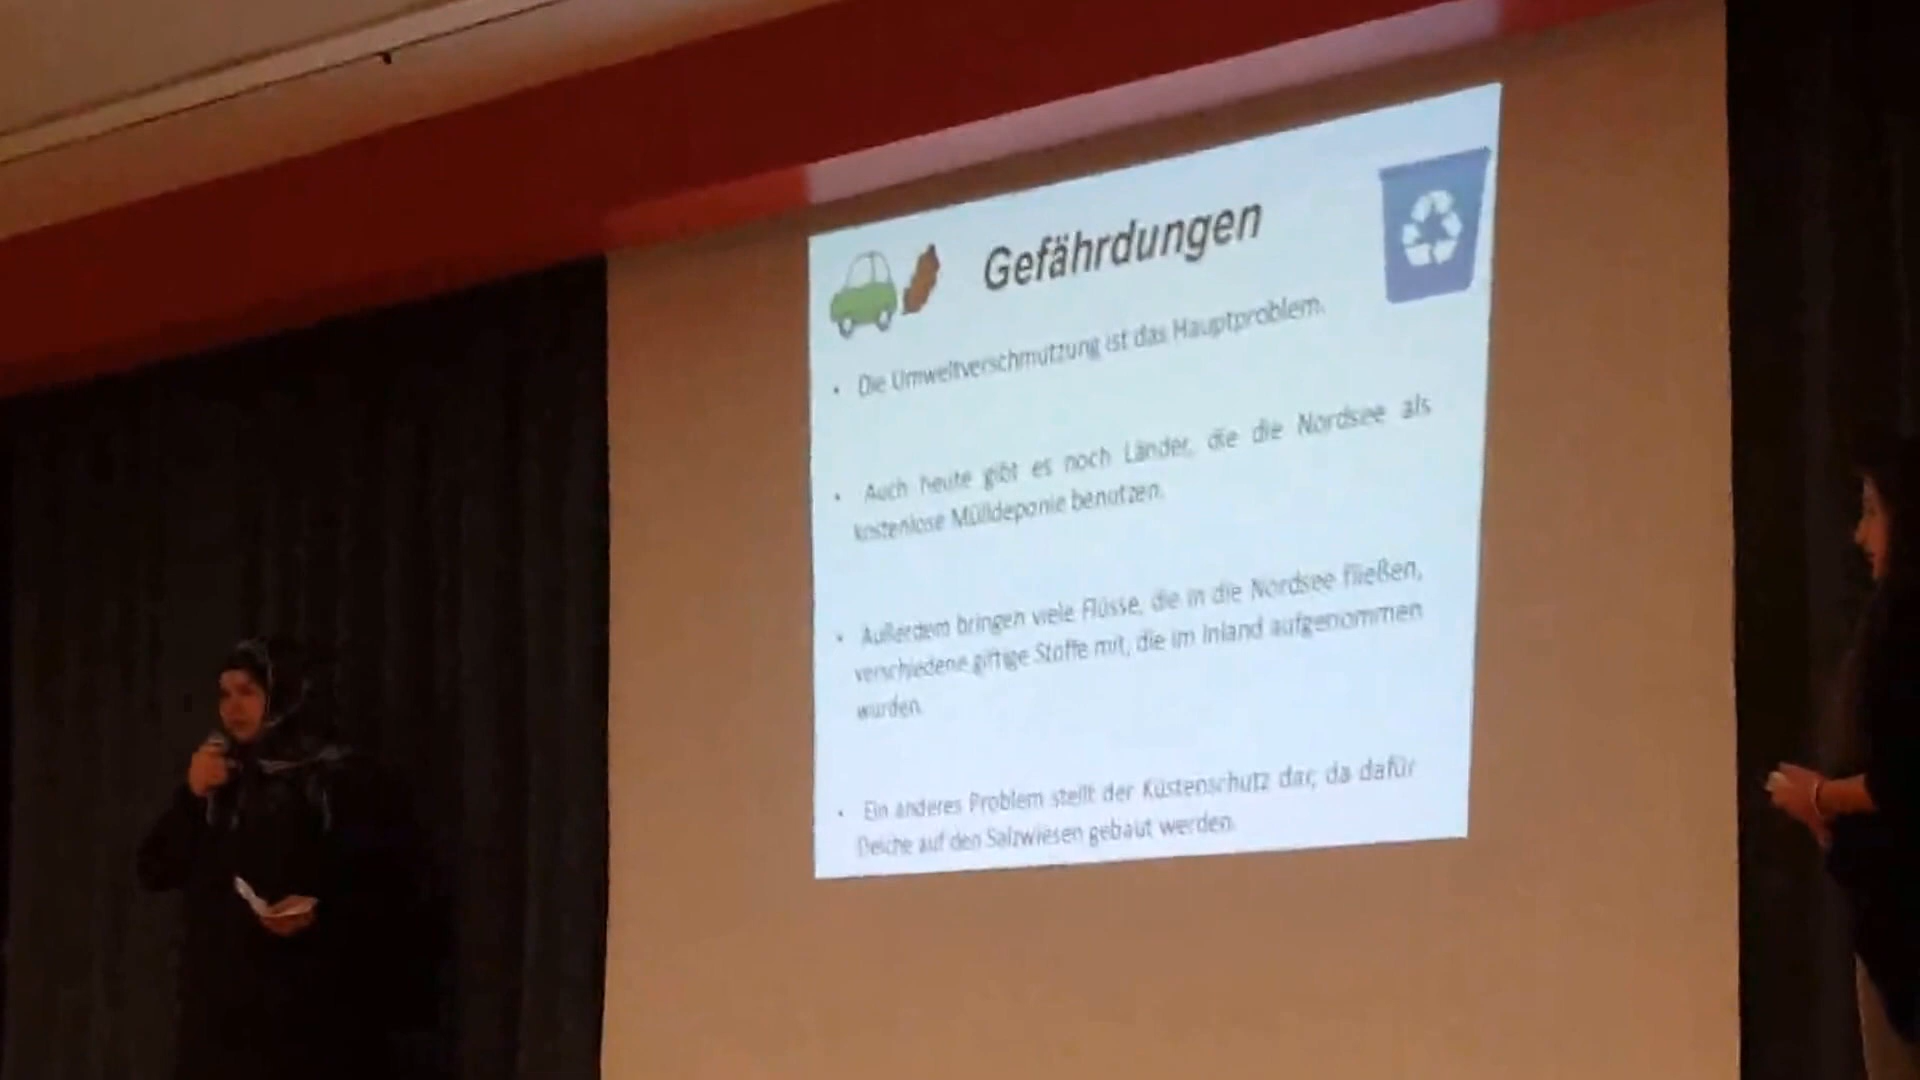 Gefährdungen
• Die Umweltverschmutzung ist das Hauptproblem.
• Auch heute gibt es noch Länder, die die Nordsee als
kostenlose Mülldeponie benutzen.
• Außerdem bringen viele Flüsse, die in die Nordsee fließen,
verschiedene giftige Stoffe mit, die im Inland aufgenommen
wurden.
• Ein anderes Problem stellt der Küstenschutz dar, da dafür
Deiche auf den Salzwiesen gebaut werden.